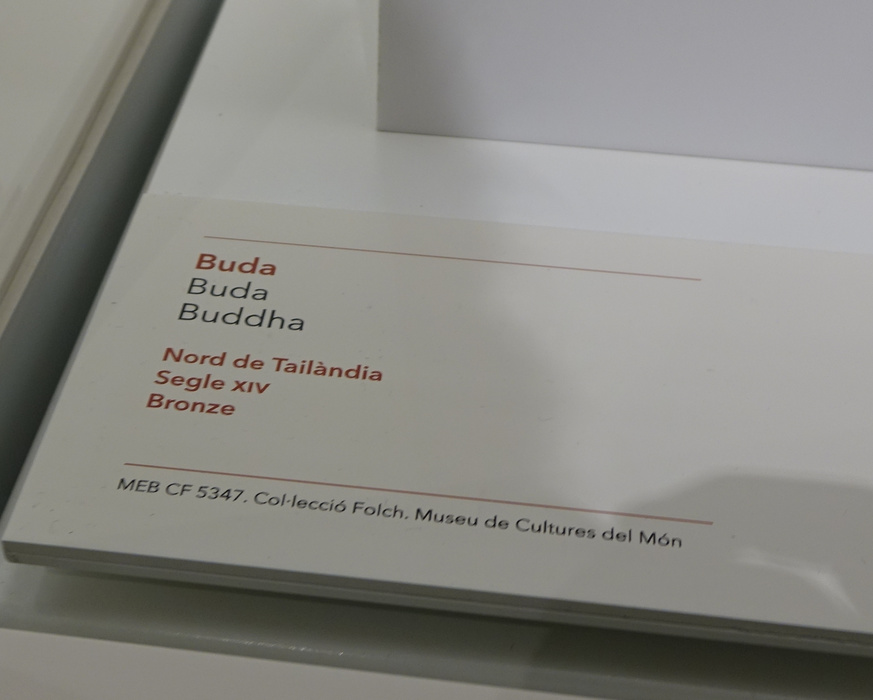 Buda
Buda
Buddha
Nord de Tailàndia
Segle XIV
Bronze
MEB CF 5347. Col·lecció Folch. Museu de Cultures del Món